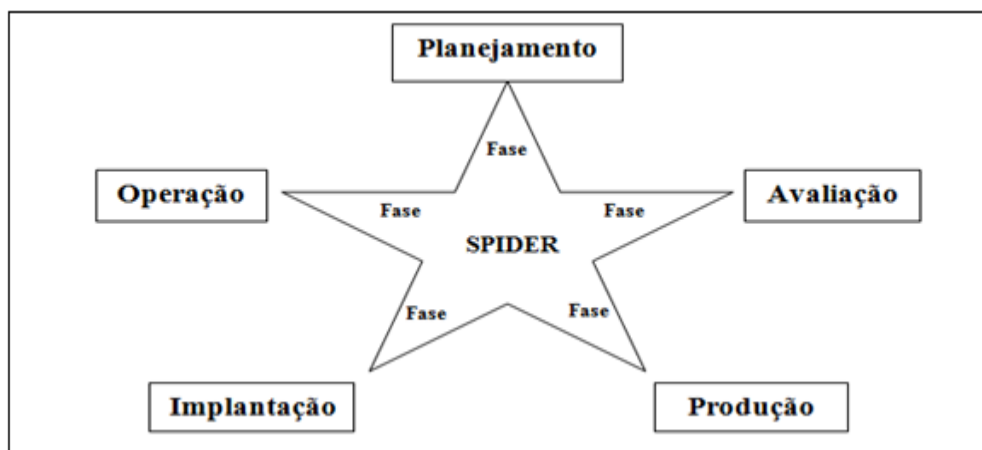 Planejamento
Fase
Operação
Avaliação
Fase
Fase
SPIDER
Fase
Fase
Implantação
Produção